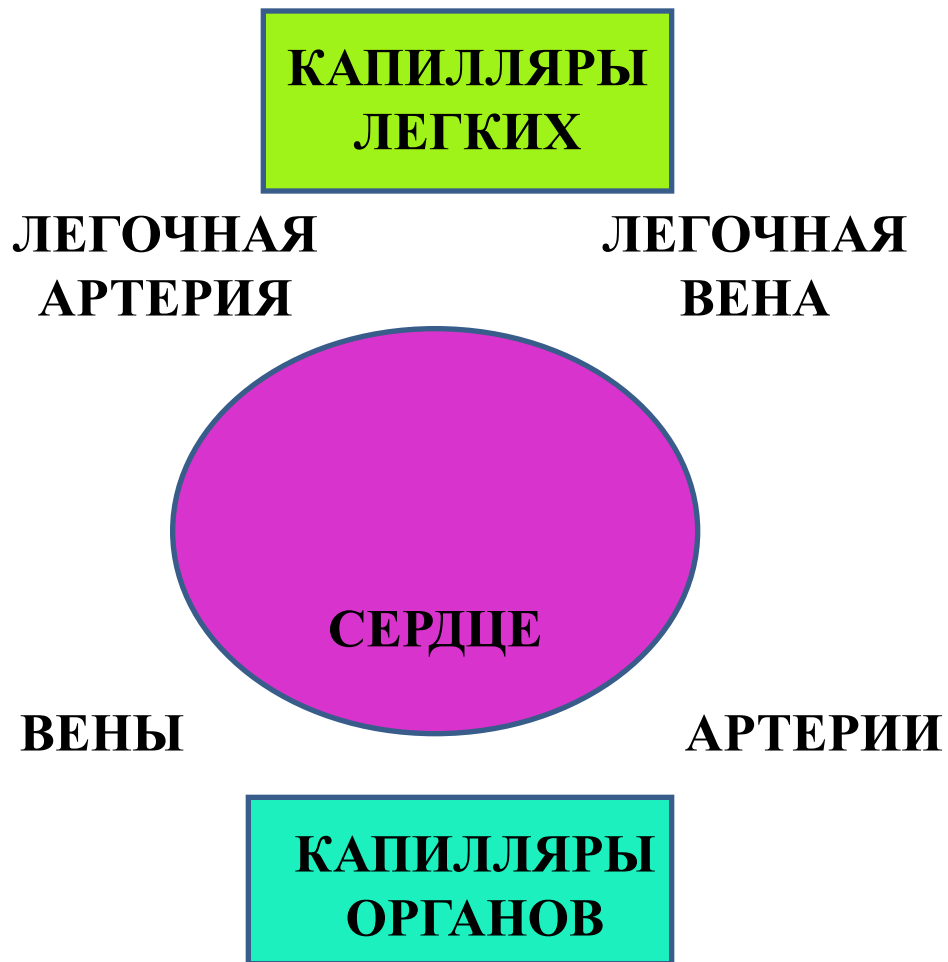 КАПИЛЛЯРЫ
ЛЕГКИХ
ЛЕГОЧНАЯ
АРТЕРИЯ
ЛЕГОЧНАЯ
ВЕНА
СЕРДЦЕ
ВЕНЫ
АРТЕРИИ
КАПИЛЛЯРЫ
ОРГАНОВ